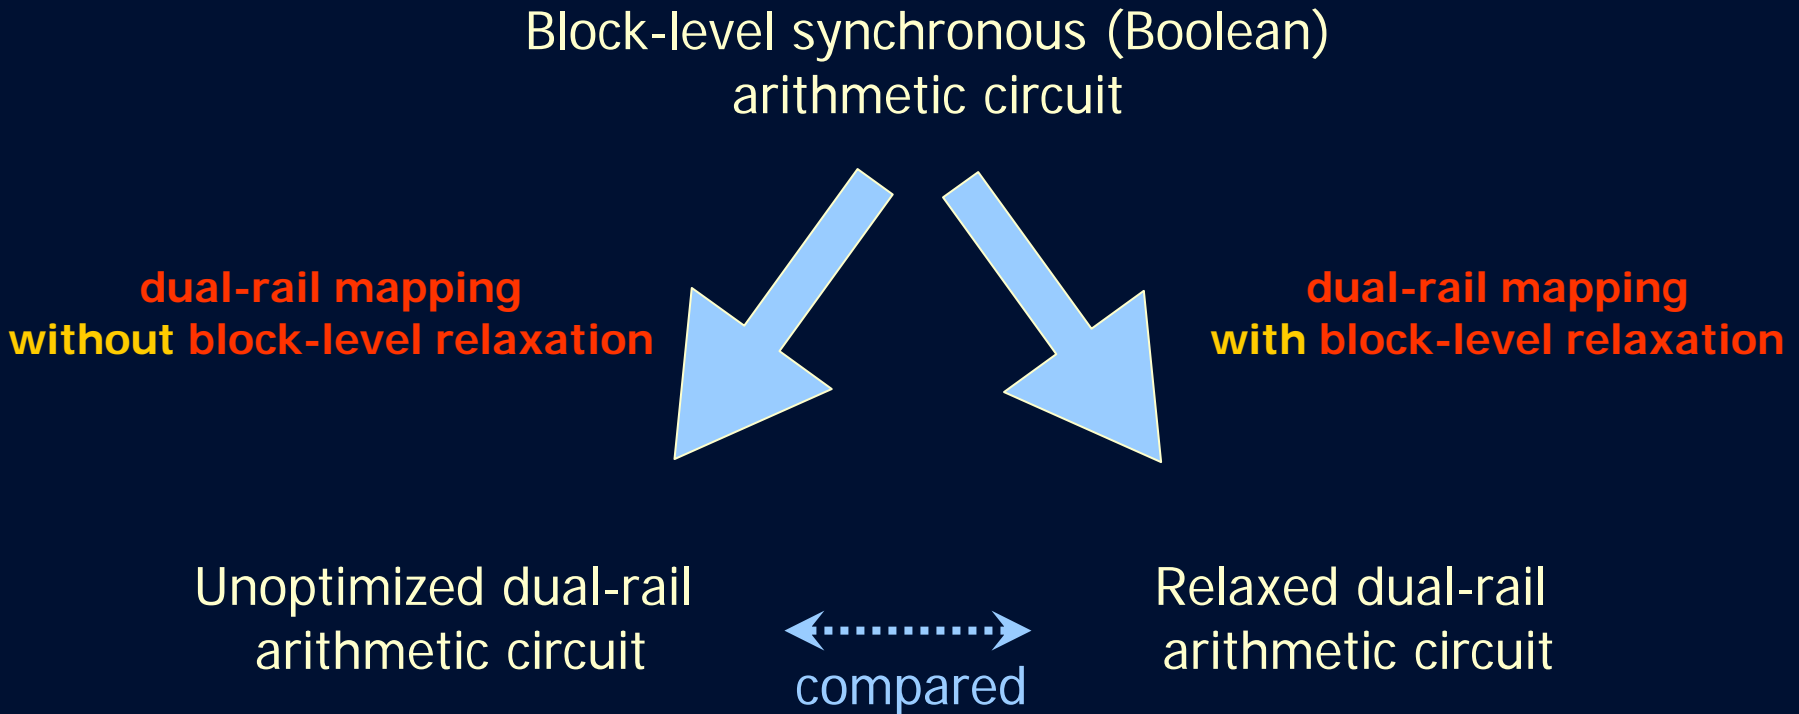 Block-level synchronous (Boolean)
arithmetic circuit
dual-rail mapping
without block-level relaxation
dual-rail mapping
with block-level relaxation
Unoptimized dual-rail
arithmetic circuit
Relaxed dual-rail
arithmetic circuit
compared